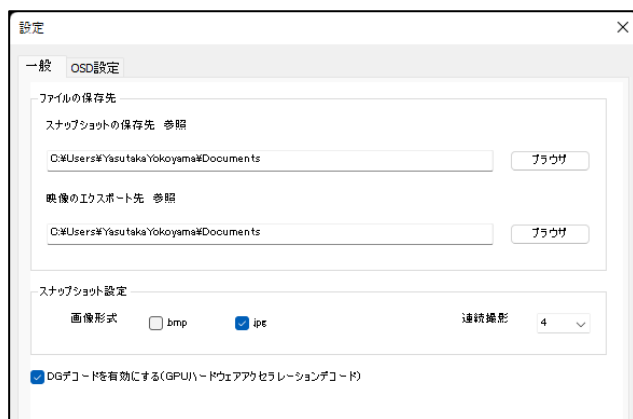 設定
一般 OSD設定
ファイルの保存先
スナップショットの保存先 参照
C:¥Users¥YasutakaYokoyama¥Documents ブラウザ
映像のエクスポート先 参照
C:¥Users¥YasutakaYokoyama¥Documents ブラウザ
スナップショット設定
画像形式 .bmp .jpg 連続撮影 4
DGデコードを有効にする(GPUハードウェアアクセラレーションデコード)